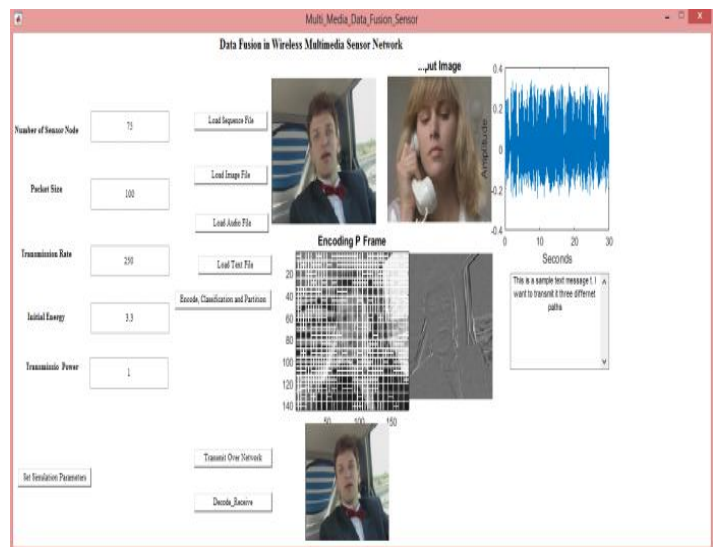 Multi_Media_Data_Fusion_Sensor
Data Fusion in Wireless Multimedia Sensor Network
Number of Sensor Node
75
Pocket Size
100
Transmission Rate
250
Initial Energy
3.3
Transmissio Power
1
Set Simulation Parameters
Load Sequence File
Load Image File
Load Audio File
Load Text File
Encode, Classification and Partition
Transmit Over Network
Decode_Receive
...put Image
Amplitude
0.4
0.2
0
-0.2
-0.4
0 10 20 30
Seconds
Encoding P Frame
20
40
60
80
100
120
140
50 100 150
This is a sample text message t. I
want to transmit it three differnet
paths